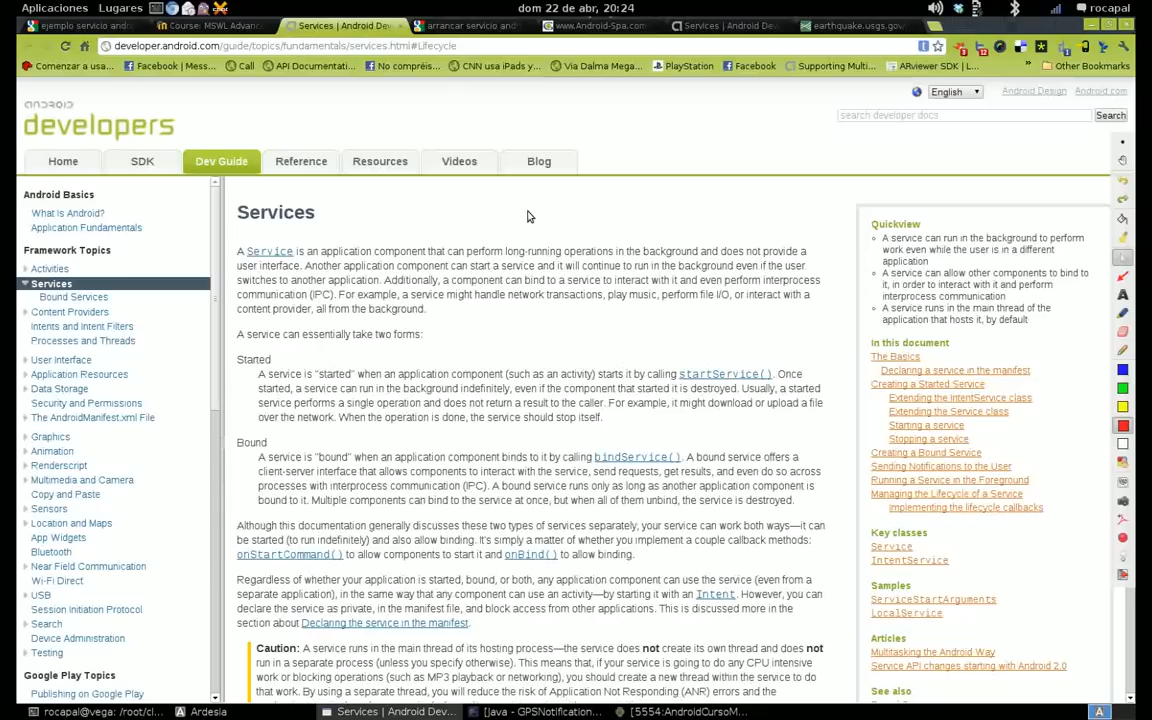 Aplicaciones Lugares dom 22 de abr, 20:24 rocapal
ejemplo servicio andro
Course: MSWL Advanc
Services | Android Dev
arrancar servicio andr
www.Android-Spa.com
Services | Android Dev
earthquake.usgs.gov/
developer.android.com/guide/topics/fundamentals/services.html#Lifecycle
Comenzar a usa... Facebook | Mess... Call API Documentati... No compréis... CNN usa iPads y... Via Dalma Mega... PlayStation Facebook Supporting Multi... ARviewer SDK | L... » Other Bookmarks
English
Android Design Android.com
android
developers
search developer docs Search
Home SDK Dev Guide Reference Resources Videos Blog
Android Basics
What Is Android?
Application Fundamentals
Framework Topics
Activities
Services
Bound Services
Content Providers
Intents and Intent Filters
Processes and Threads
User Interface
Application Resources
Data Storage
Security and Permissions
The AndroidManifest.xml File
Graphics
Animation
Renderscript
Multimedia and Camera
Copy and Paste
Sensors
Location and Maps
App Widgets
Bluetooth
Near Field Communication
Wi-Fi Direct
USB
Session Initiation Protocol
Search
Device Administration
Testing
Google Play Topics
Publishing on Google Play
Services
A Service is an application component that can perform long-running operations in the background and does not provide a
user interface. Another application component can start a service and it will continue to run in the background even if the user
switches to another application. Additionally, a component can bind to a service to interact with it and even perform interprocess
communication (IPC). For example, a service might handle network transactions, play music, perform file I/O, or interact with a
content provider, all from the background.
A service can essentially take two forms:
Started
A service is "started" when an application component (such as an activity) starts it by calling startService(). Once
started, a service can run in the background indefinitely, even if the component that started it is destroyed. Usually, a started
service performs a single operation and does not return a result to the caller. For example, it might download or upload a file
over the network. When the operation is done, the service should stop itself.
Bound
A service is "bound" when an application component binds to it by calling bindService(). A bound service offers a
client-server interface that allows components to interact with the service, send requests, get results, and even do so across
processes with interprocess communication (IPC). A bound service runs only as long as another application component is
bound to it. Multiple components can bind to the service at once, but when all of them unbind, the service is destroyed.
Although this documentation generally discusses these two types of services separately, your service can work both ways—it can
be started (to run indefinitely) and also allow binding. It's simply a matter of whether you implement a couple callback methods:
onStartCommand() to allow components to start it and onBind() to allow binding.
Regardless of whether your application is started, bound, or both, any application component can use the service (even from a
separate application), in the same way that any component can use an activity—by starting it with an Intent. However, you can
declare the service as private, in the manifest file, and block access from other applications. This is discussed more in the
section about Declaring the service in the manifest.
Caution: A service runs in the main thread of its hosting process—the service does not create its own thread and does not
run in a separate process (unless you specify otherwise). This means that, if your service is going to do any CPU intensive
work or blocking operations (such as MP3 playback or networking), you should create a new thread within the service to do
that work. By using a separate thread, you will reduce the risk of Application Not Responding (ANR) errors and the
Quickview
A service can run in the background to perform
work even while the user is in a different
application
A service can allow other components to bind to
it, in order to interact with it and perform
interprocess communication
A service runs in the main thread of the
application that hosts it, by default
In this document
The Basics
Declaring a service in the manifest
Creating a Started Service
Extending the IntentService class
Extending the Service class
Starting a service
Stopping a service
Creating a Bound Service
Sending Notifications to the User
Running a Service in the Foreground
Managing the Lifecycle of a Service
Implementing the lifecycle callbacks
Key classes
Service
IntentService
Samples
ServiceStartArguments
LocalService
Articles
Multitasking the Android Way
Service API changes starting with Android 2.0
See also
rocapal@vega: /root/cl... Ardesia Services | Android Dev... [Java - GPSNotification... [5554:AndroidCursoM...